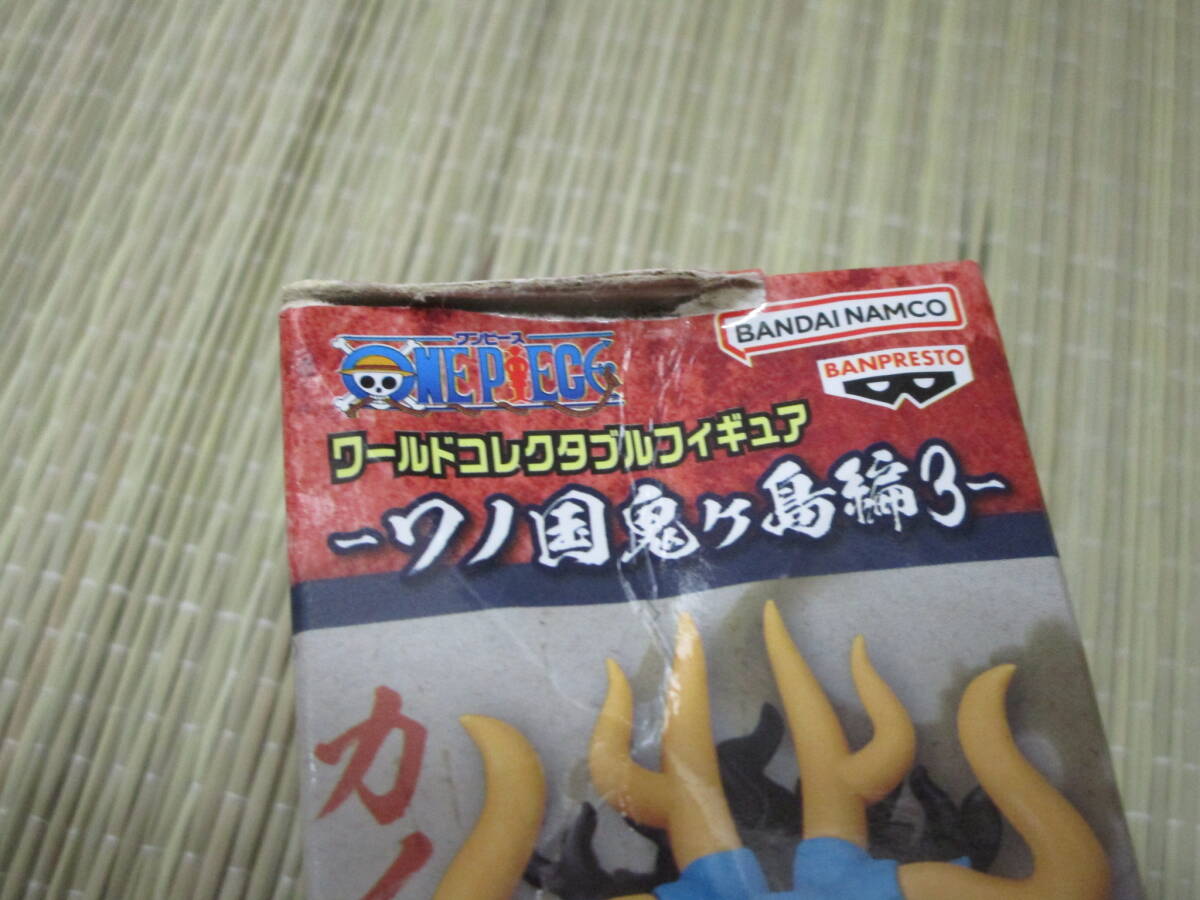 ワンピース
ONE PIECE
BANDAI NAMCO
BANPRESTO
ワールドコレクタブルフィギュア
-ワノ国鬼ヶ島編3-
カ